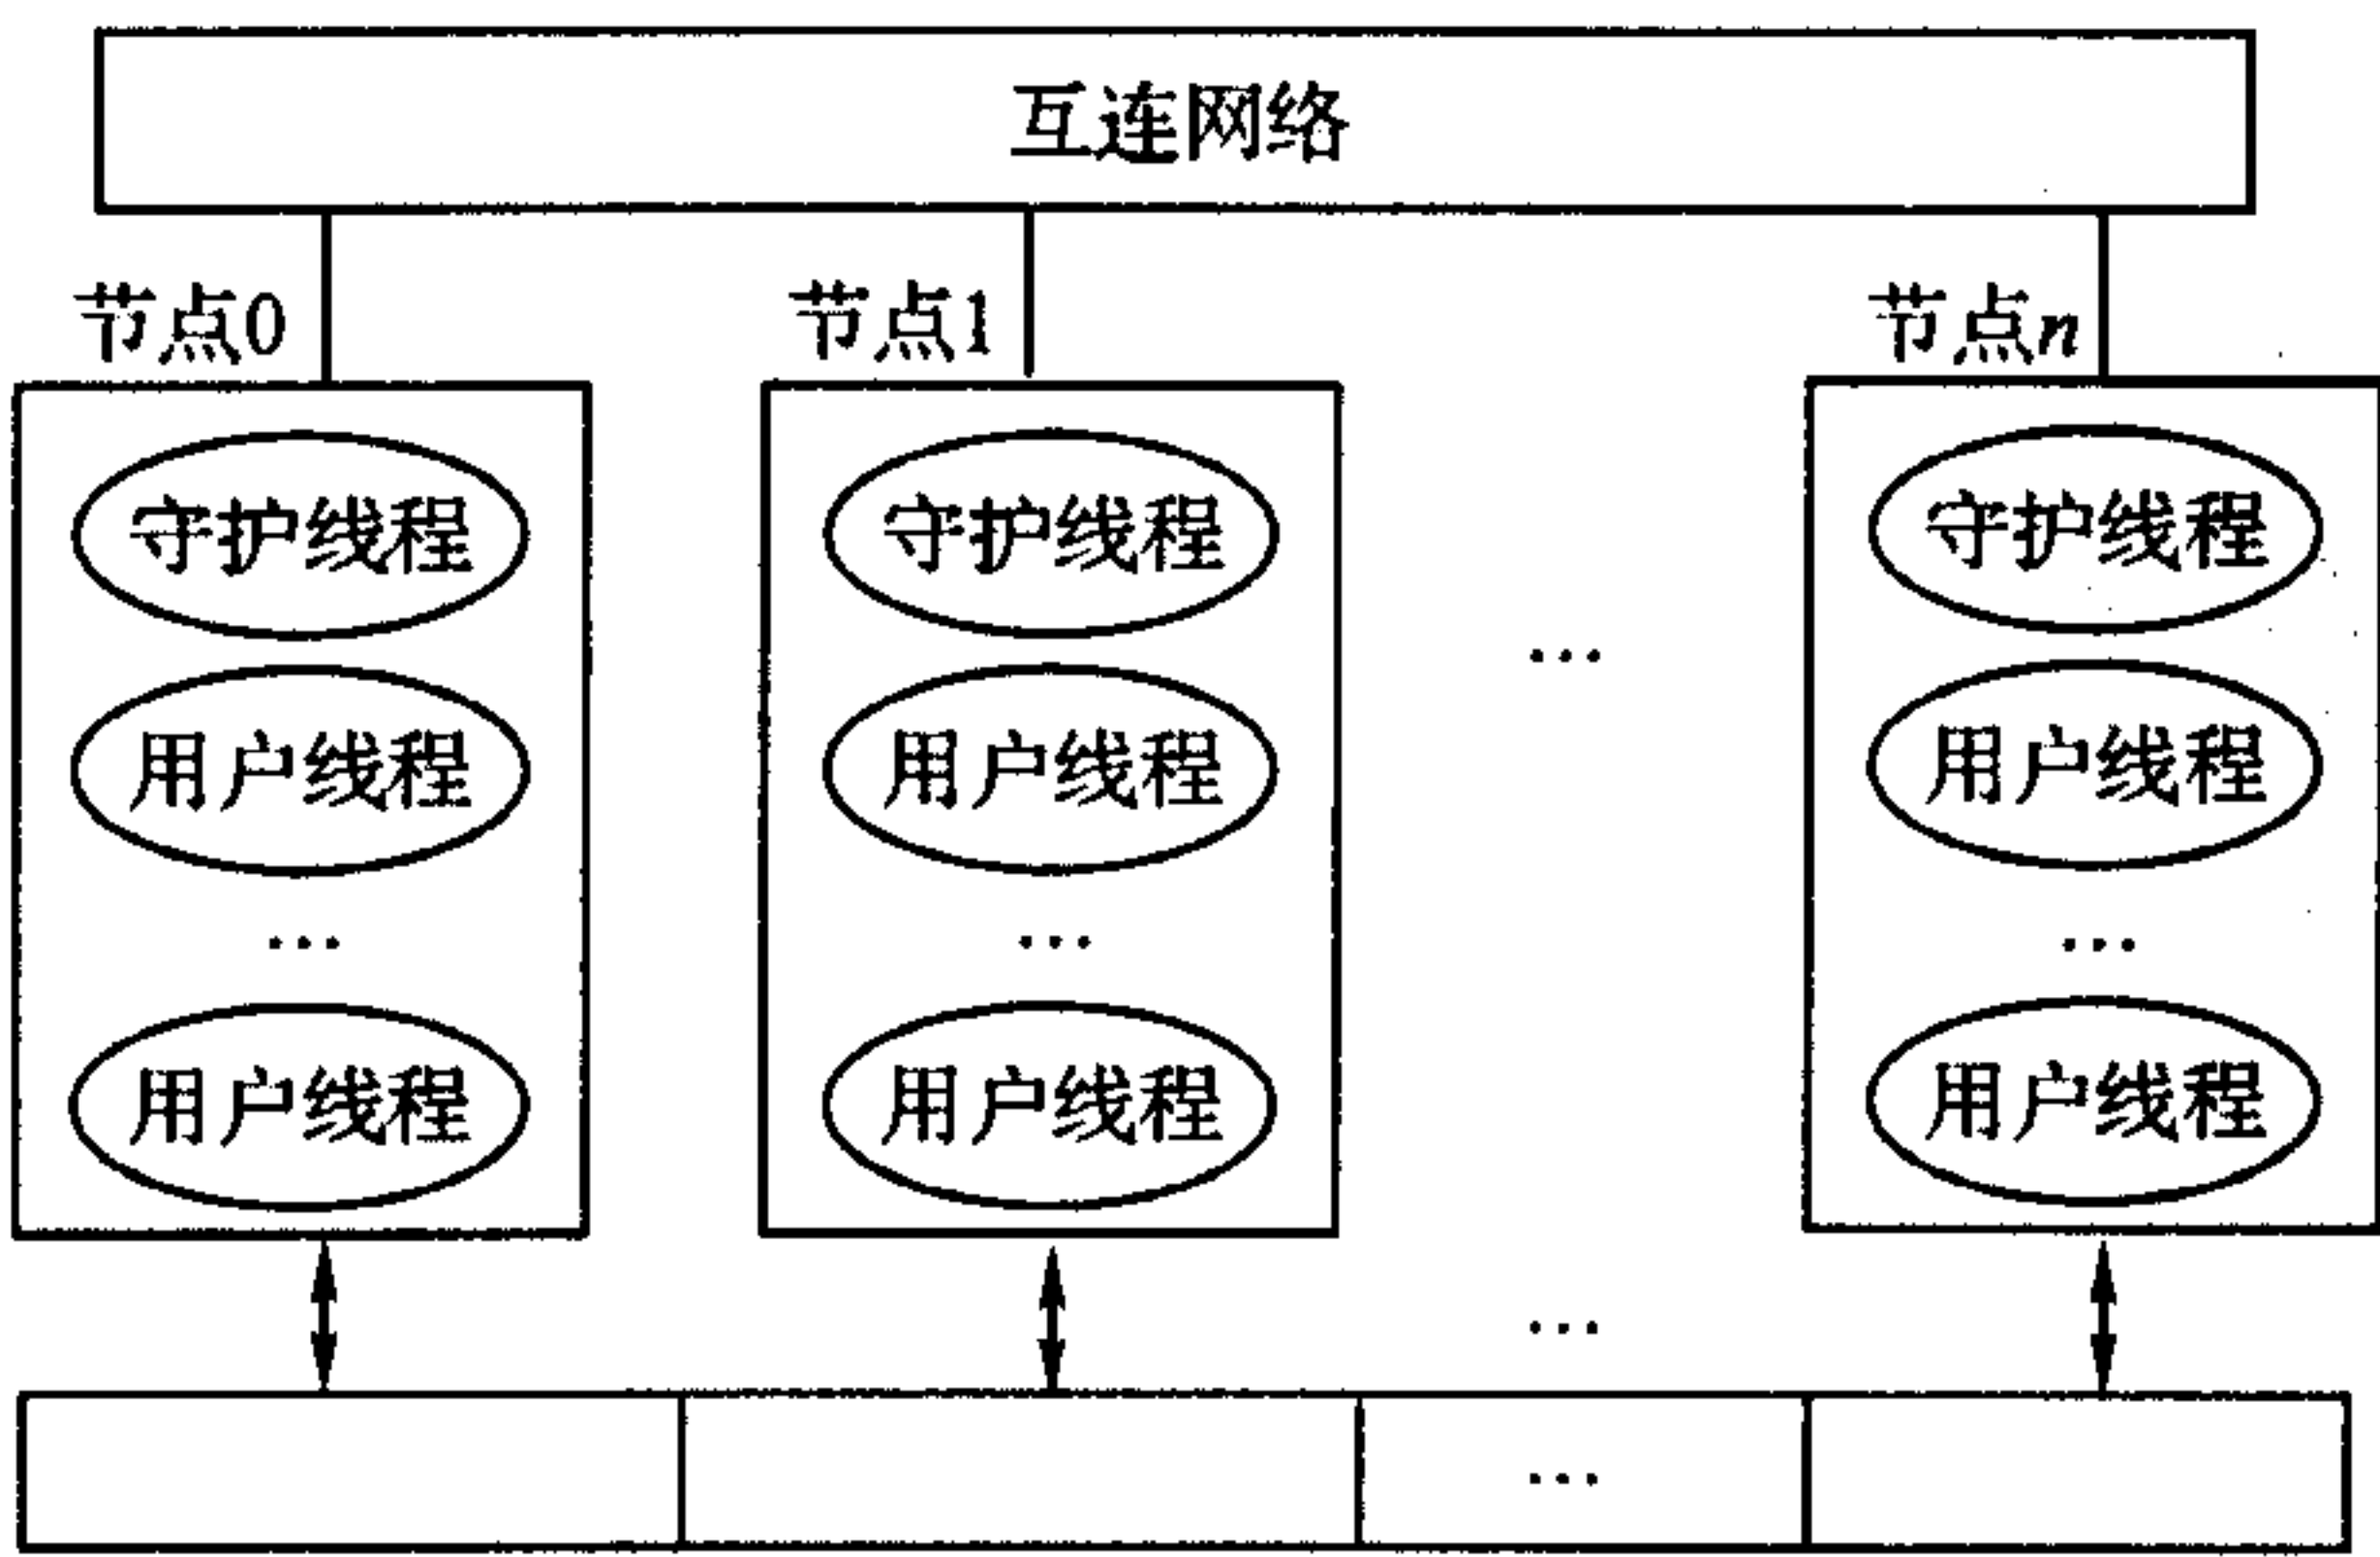 互连网络
节点0 节点1 节点n
守护线程 守护线程 守护线程
...
用户线程 用户线程 用户线程
... ... ...
用户线程 用户线程 用户线程
...
...